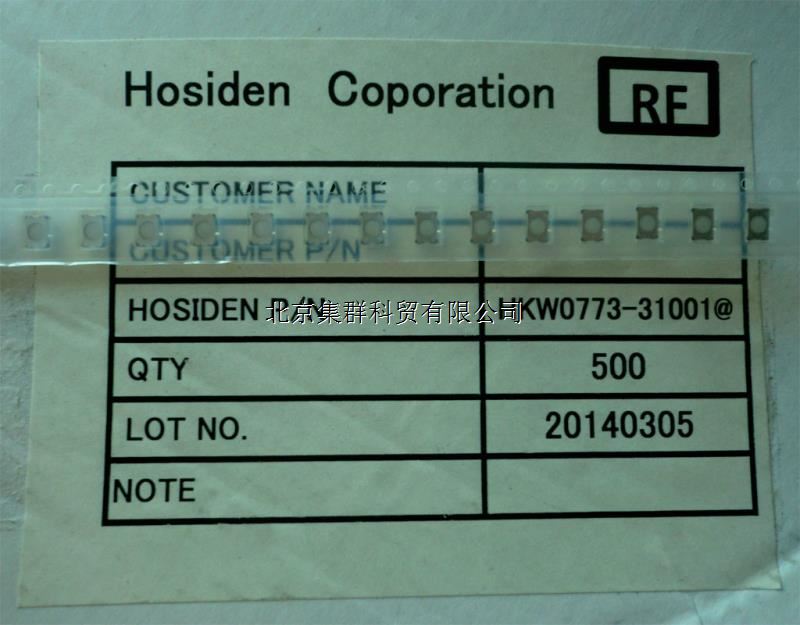 Hosiden Coporation RF
CUSTOMER NAME
CUSTOMER P/N
HOSIDEN P/N HKW0773-31001@
北京集群科贸有限公司
QTY 500
LOT NO. 20140305
NOTE